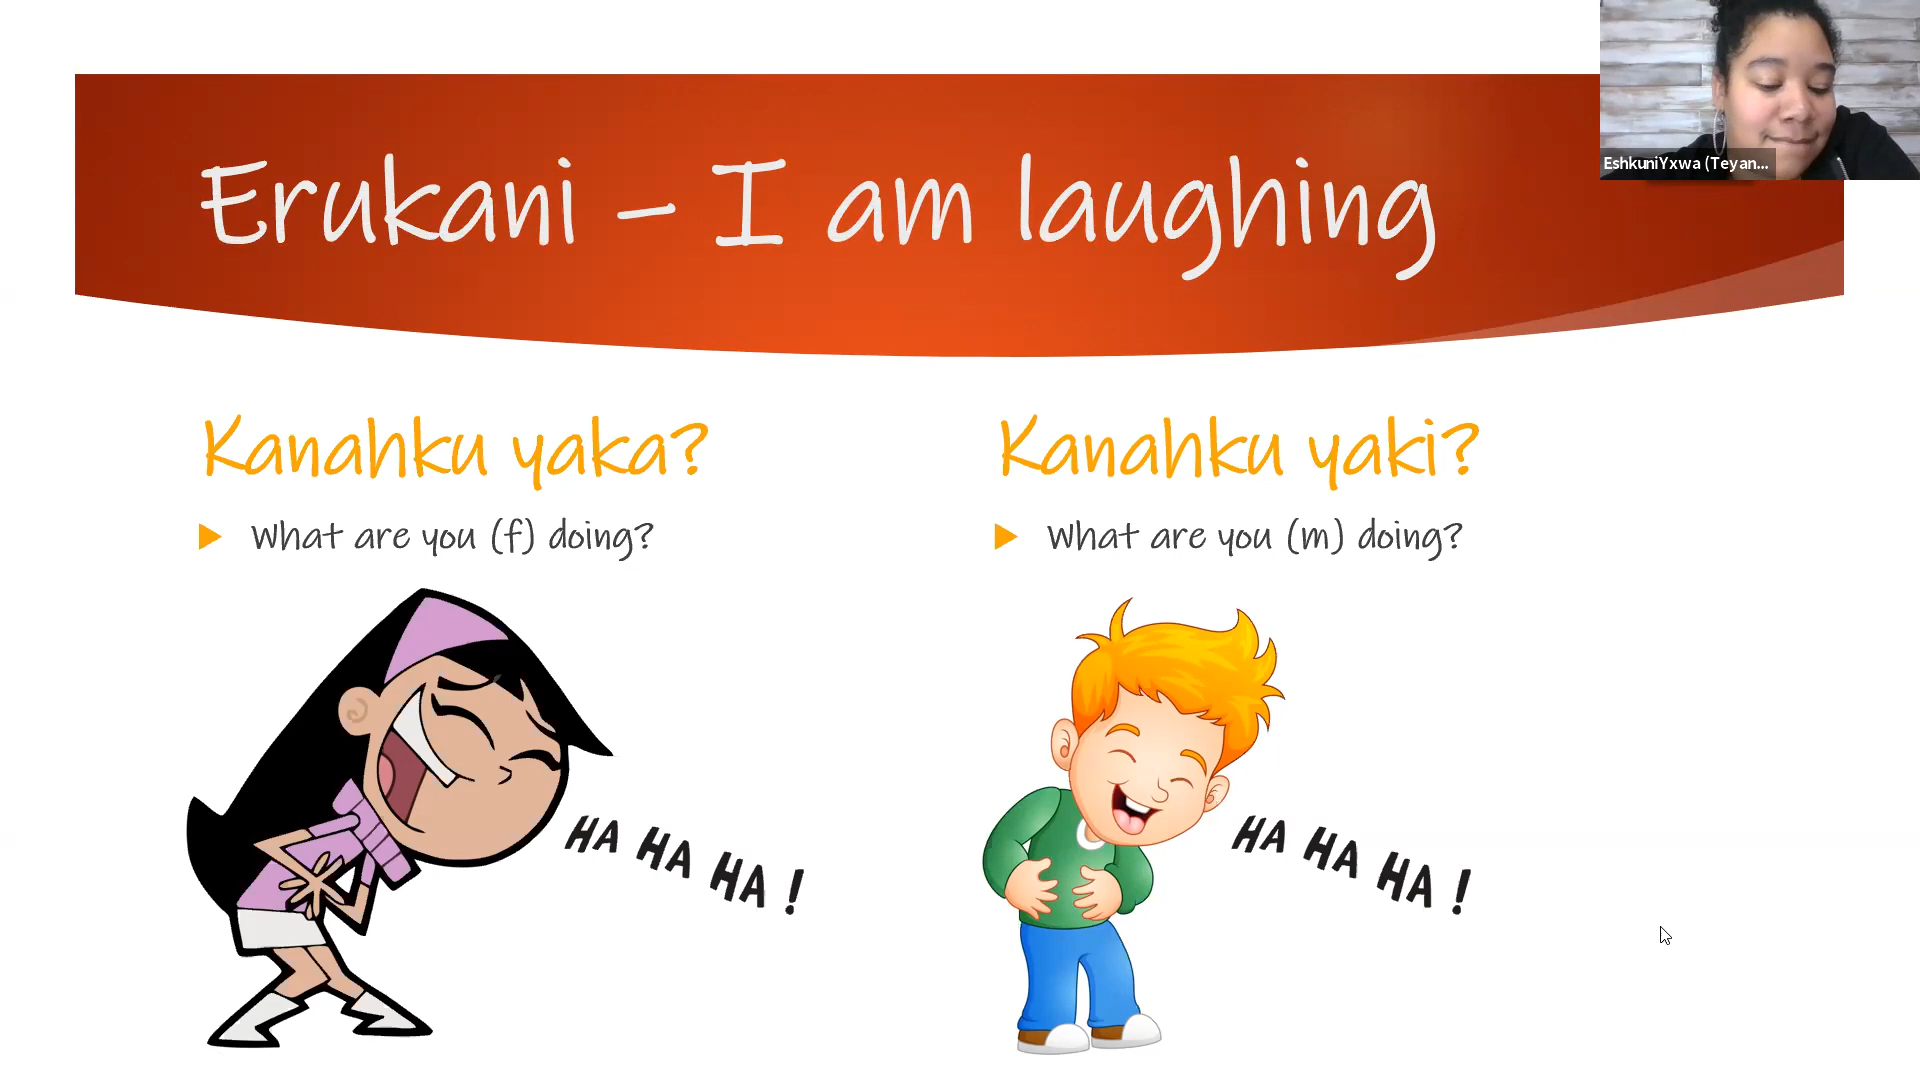 Erukani – I am laughing
EshkuniYxwa (Teyan...
Kanahku yaka?
What are you (f) doing?
Kanahku yaki?
What are you (m) doing?
HA HA HA !
HA HA HA !